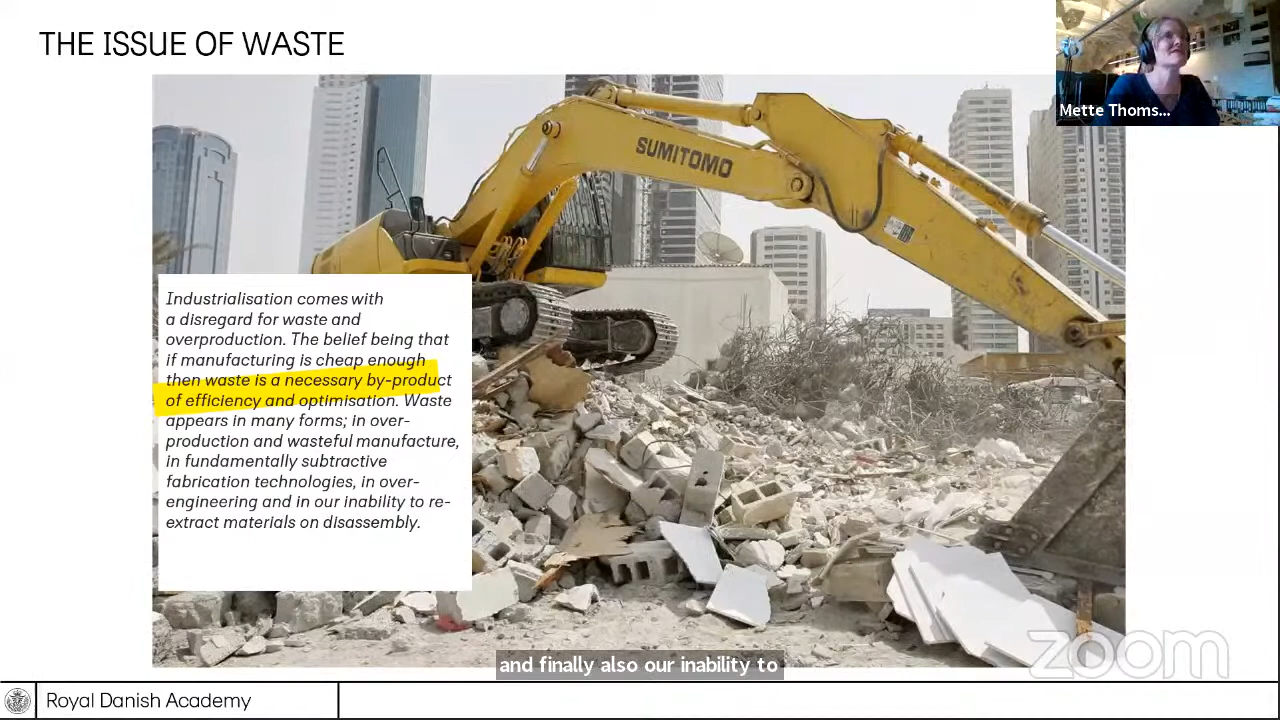 THE ISSUE OF WASTE
Mette Thoms...
SUMITOMO
Industrialisation comes with
a disregard for waste and
overproduction. The belief being that
if manufacturing is cheap enough
then waste is a necessary by-product
of efficiency and optimisation. Waste
appears in many forms; in over-
production and wasteful manufacture,
in fundamentally subtractive
fabrication technologies, in over-
engineering and in our inability to re-
extract materials on disassembly.
zoom
and finally also our inability to
Royal Danish Academy